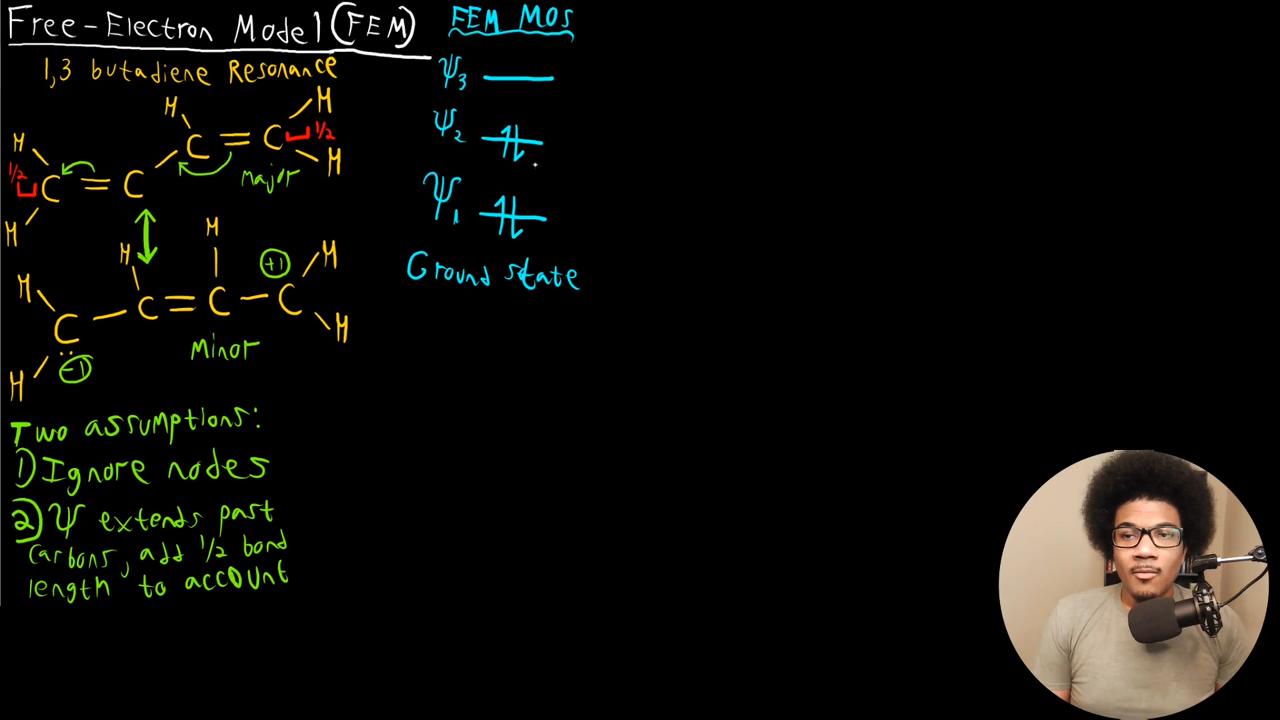 Free-Electron Model (FEM)
1,3 butadiene Resonance
H
H
H
C = C
1/2
1/2
C = C
H
Major
H
H
H
+1
H
H
C - C = C - C
H
Minor
-1
H
Two assumptions:
1) Ignore nodes
2) Ψ extends past
carbons, add 1/2 bond
length to account
FEM MOs
Ψ3
Ψ2
Ψ1
Ground state